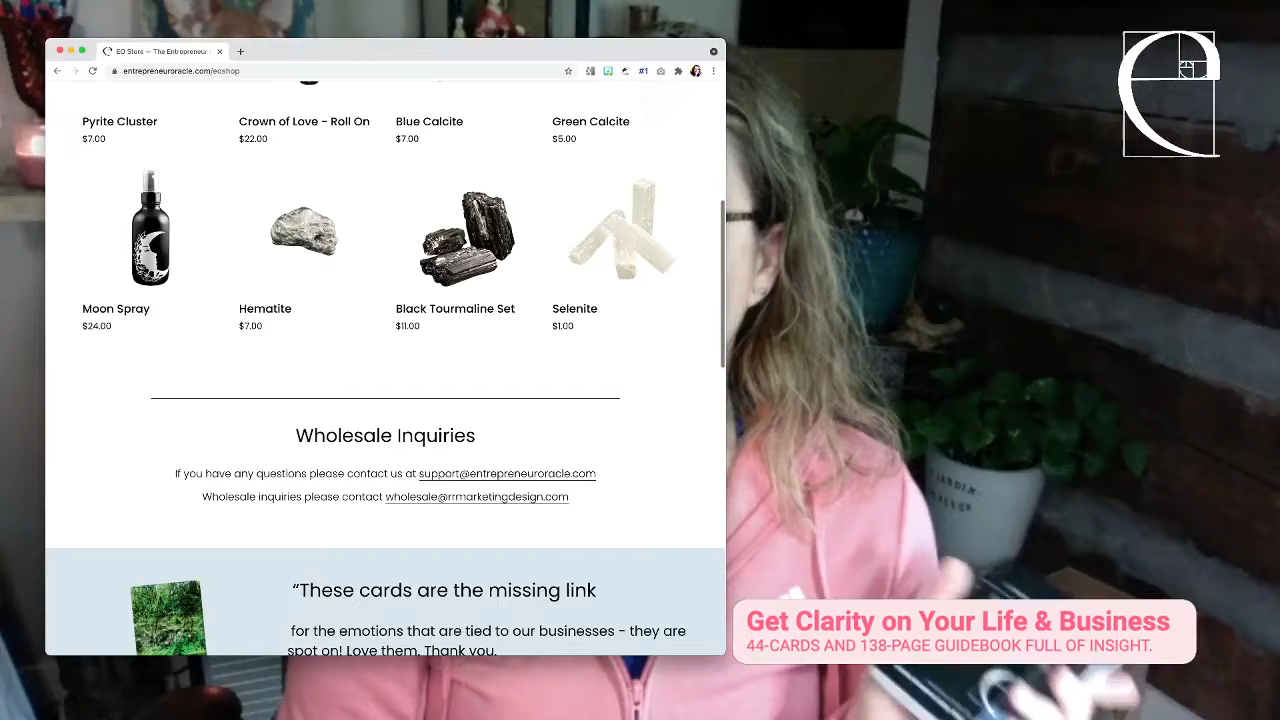 EO Store — The Entrepreneur
entrepreneuroracle.com/eoshop
#1
Pyrite Cluster
$7.00
Crown of Love - Roll On
$22.00
Blue Calcite
$7.00
Green Calcite
$5.00
Moon Spray
$24.00
Hematite
$7.00
Black Tourmaline Set
$11.00
Selenite
$1.00
Wholesale Inquiries
If you have any questions please contact us at support@entrepreneuroracle.com
Wholesale inquiries please contact wholesale@rrmarketingdesign.com
“These cards are the missing link
for the emotions that are tied to our businesses - they are
spot on! Love them. Thank you.
Get Clarity on Your Life & Business
44-CARDS AND 138-PAGE GUIDEBOOK FULL OF INSIGHT.